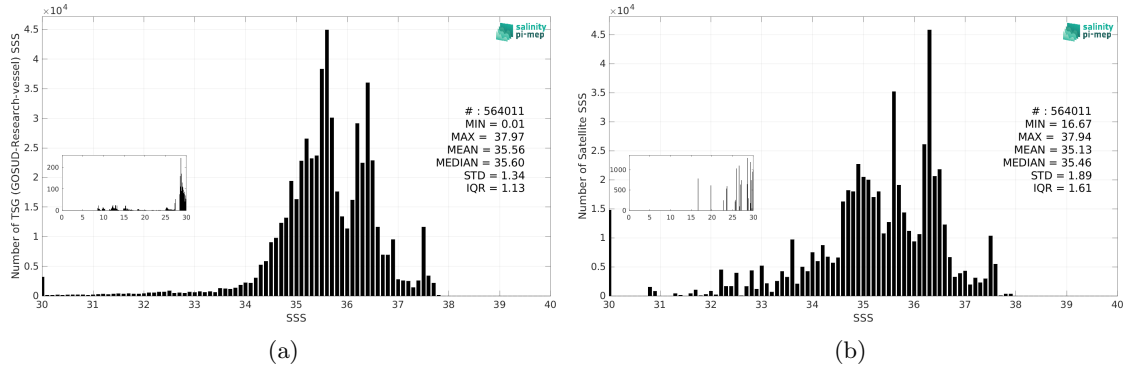 ×10⁴
4.5
4
3.5
3
2.5
2
1.5
1
0.5
0
Number of TSG (GOSUD-Research-vessel) SSS
salinity
pi-mep
# : 564011
MIN = 0.01
MAX = 37.97
MEAN = 35.56
MEDIAN = 35.60
STD = 1.34
IQR = 1.13
200
100
0
0 5 10 15 20 25 30
30 31 32 33 34 35 36 37 38 39 40
SSS
(a)
×10⁴
4.5
4
3.5
3
2.5
2
1.5
1
0.5
0
Number of Satellite SSS
salinity
pi-mep
# : 564011
MIN = 16.67
MAX = 37.94
MEAN = 35.13
MEDIAN = 35.46
STD = 1.89
IQR = 1.61
1000
500
0
0 5 10 15 20 25 30
30 31 32 33 34 35 36 37 38 39 40
SSS
(b)